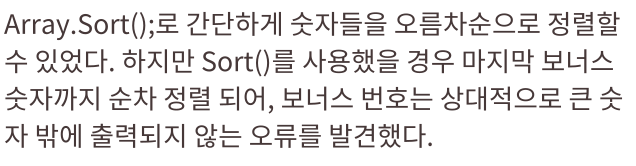 Array.Sort();로 간단하게 숫자들을 오름차순으로 정렬할
수 있었다. 하지만 Sort()를 사용했을 경우 마지막 보너스
숫자까지 순차 정렬 되어, 보너스 번호는 상대적으로 큰 숫
자 밖에 출력되지 않는 오류를 발견했다.